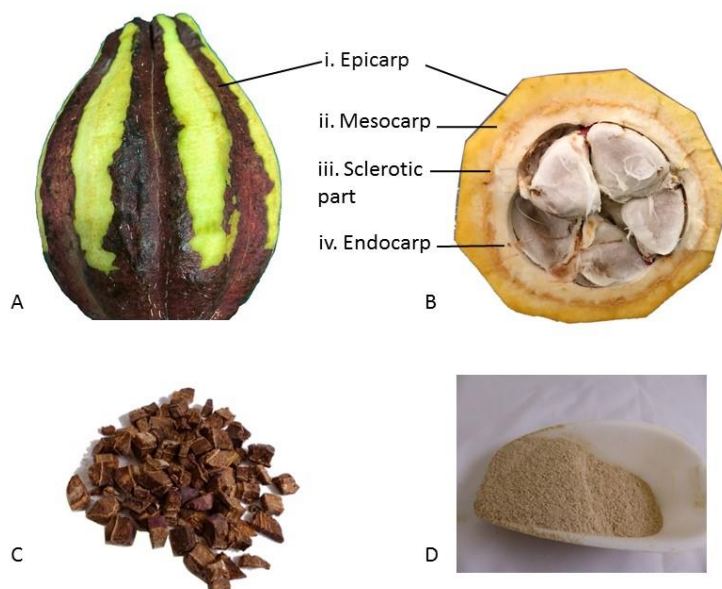 i. Epicarp
ii. Mesocarp
iii. Sclerotic
part
iv. Endocarp
A
B
C
D